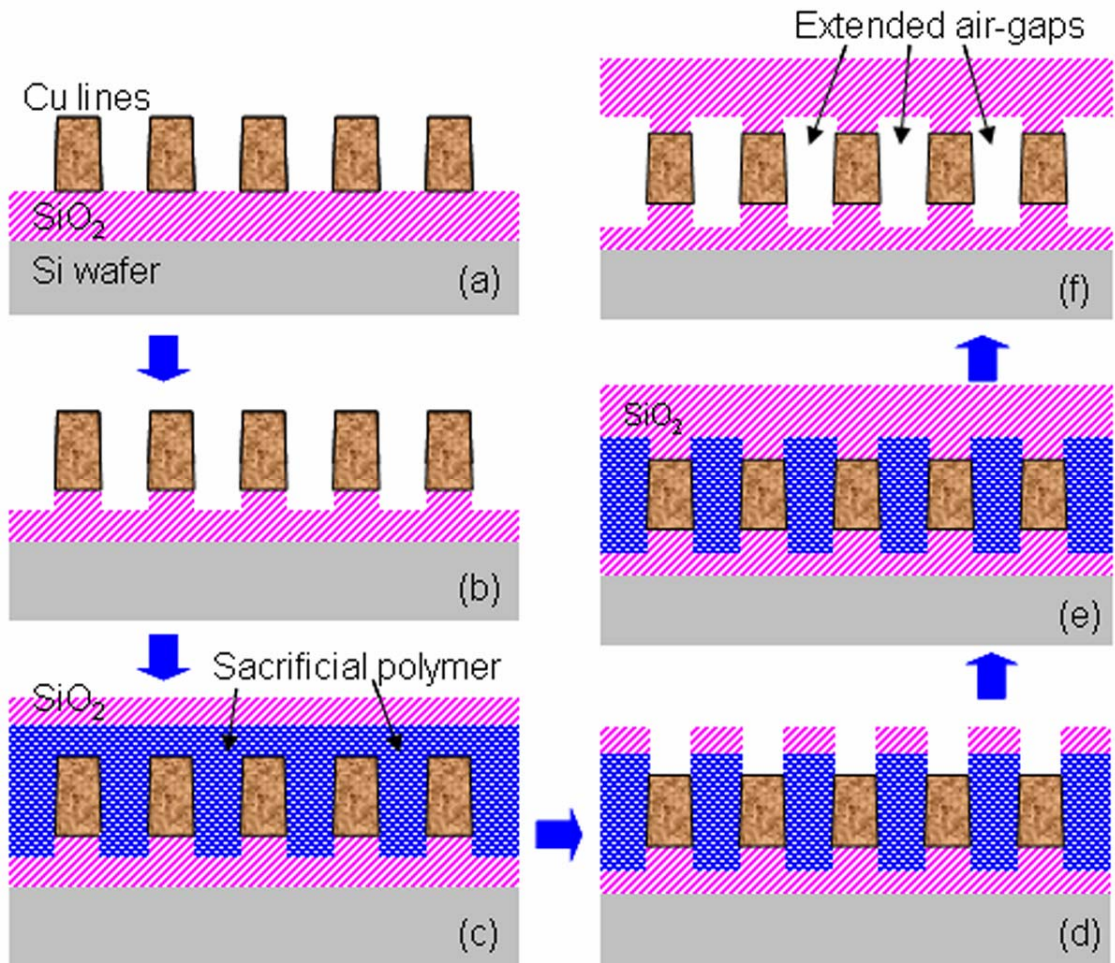 Cu lines
SiO₂
Si wafer
(a)
(b)
Sacrificial polymer
SiO₂
(c)
(d)
SiO₂
(e)
Extended air-gaps
(f)